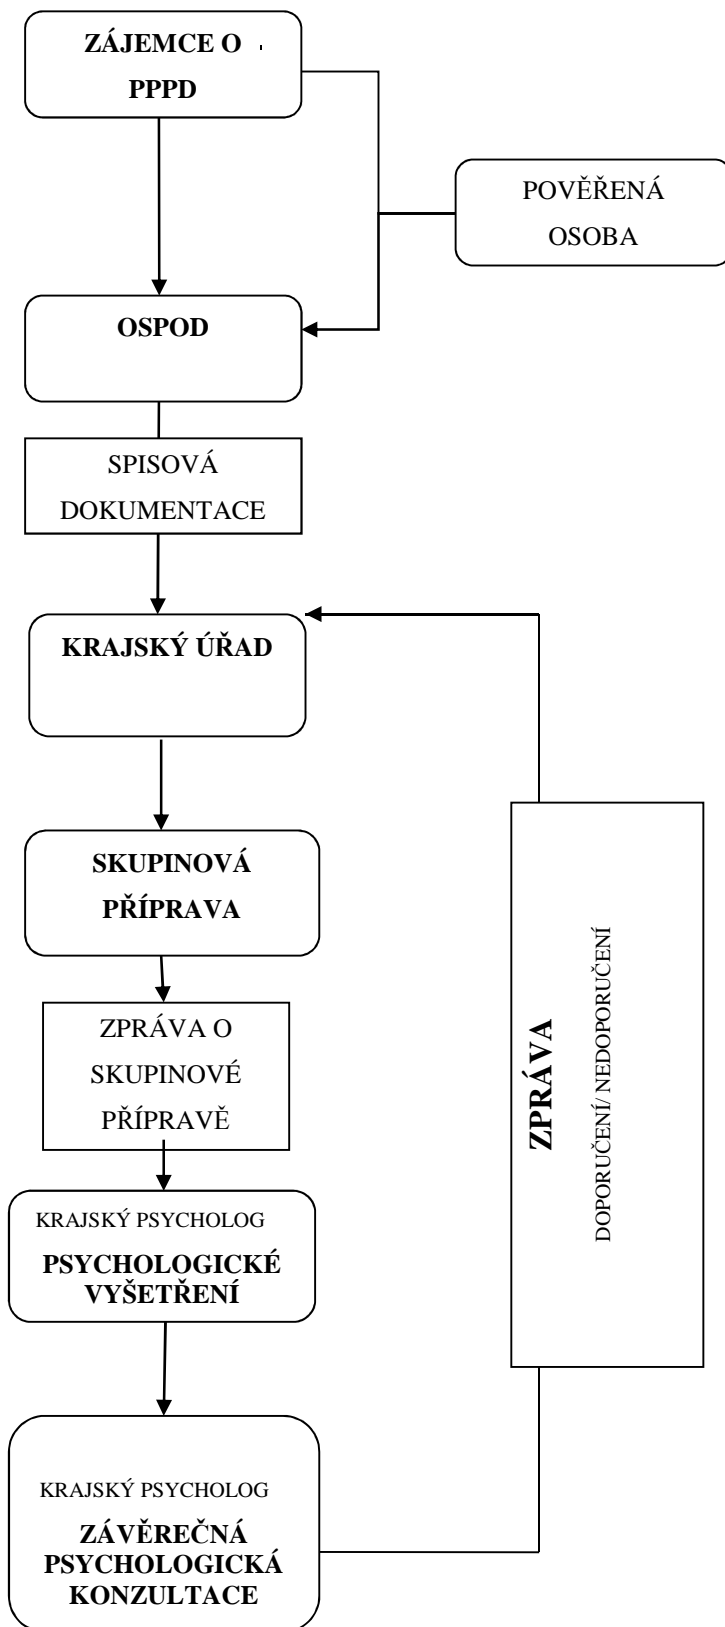 ZÁJEMCE O
PPPD
POVĚŘENÁ
OSOBA
OSPOD
SPISOVÁ
DOKUMENTACE
KRAJSKÝ ÚŘAD
SKUPINOVÁ
PŘÍPRAVA
ZPRÁVA O
SKUPINOVÉ
PŘÍPRAVĚ
ZPRÁVA
DOPORUČENÍ/ NEDOPORUČENÍ
KRAJSKÝ PSYCHOLOG
PSYCHOLOGICKÉ
VYŠETŘENÍ
KRAJSKÝ PSYCHOLOG
ZÁVĚREČNÁ
PSYCHOLOGICKÁ
KONZULTACE